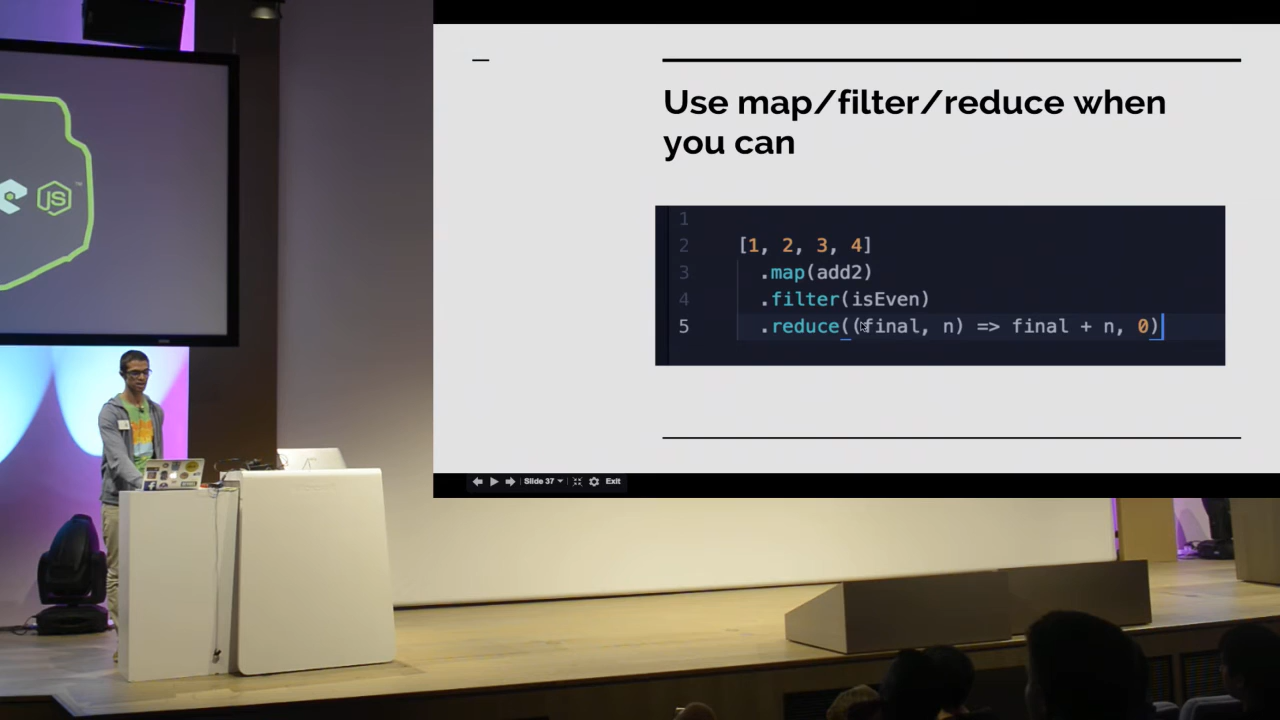 JS
TM
Use map/filter/reduce when
you can
1
2 [1, 2, 3, 4]
3 .map(add2)
4 .filter(isEven)
5 .reduce((final, n) => final + n, 0)
Slide 37
Exit